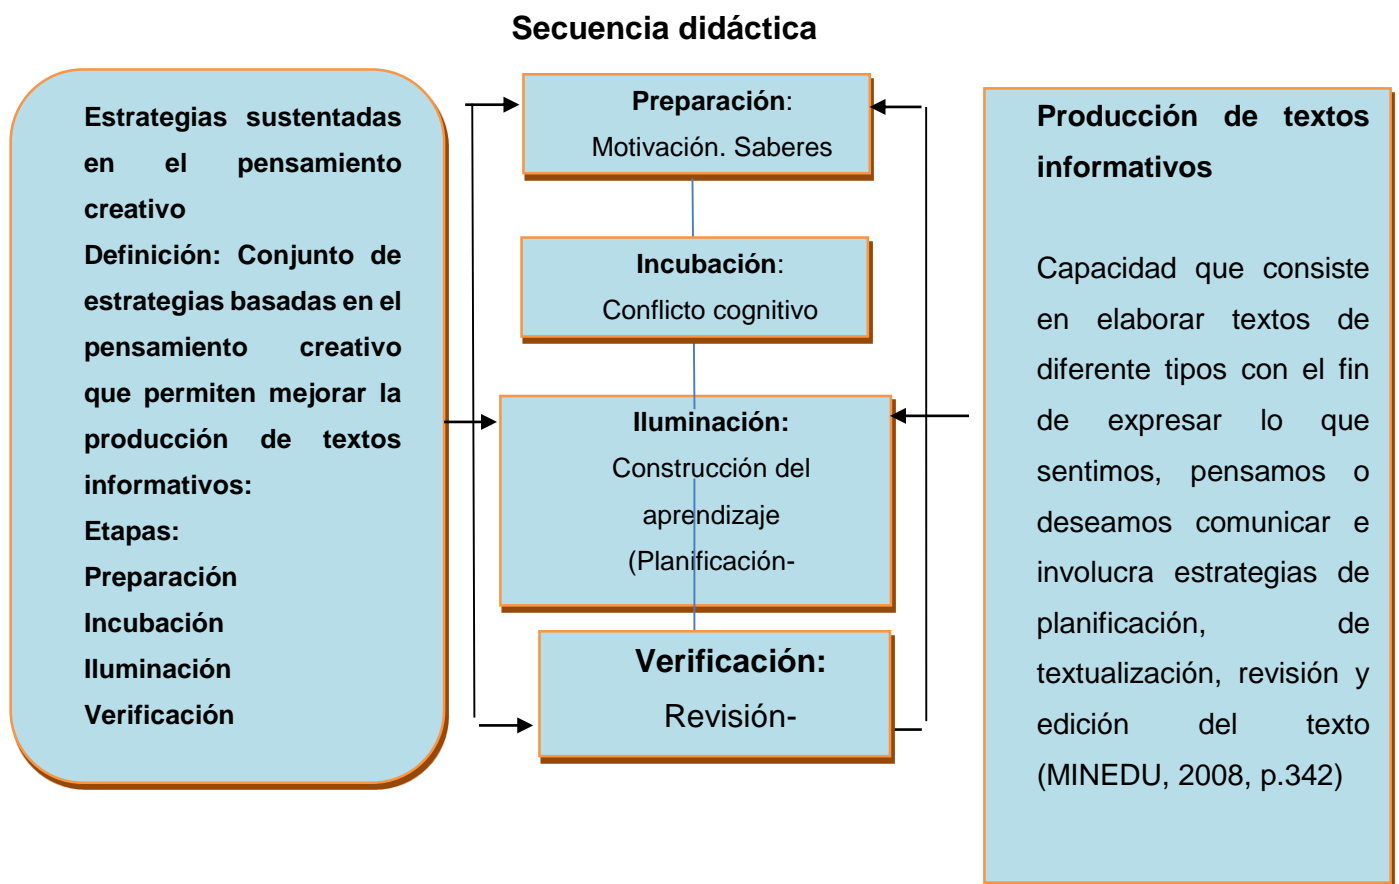 Secuencia didáctica
Estrategias sustentadas
en el pensamiento
creativo
Definición: Conjunto de
estrategias basadas en el
pensamiento creativo
que permiten mejorar la
producción de textos
informativos:
Etapas:
Preparación
Incubación
Iluminación
Verificación
Preparación:
Motivación. Saberes
Incubación:
Conflicto cognitivo
Iluminación:
Construcción del
aprendizaje
(Planificación-
Verificación:
Revisión-
Producción de textos
informativos
Capacidad que consiste
en elaborar textos de
diferente tipos con el fin
de expresar lo que
sentimos, pensamos o
deseamos comunicar e
involucra estrategias de
planificación, de
textualización, revisión y
edición del texto
(MINEDU, 2008, p.342)